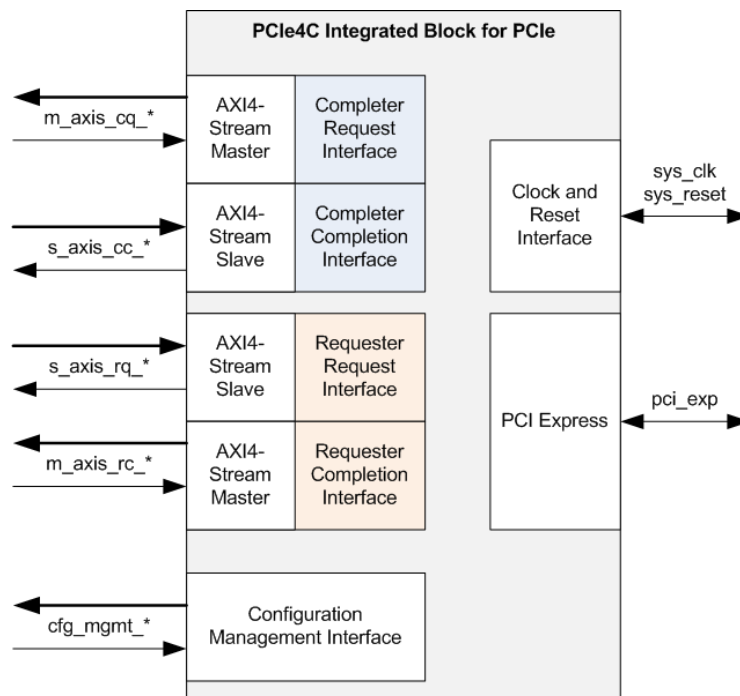 PCIe4C Integrated Block for PCIe
m_axis_cq_*
AXI4-
Stream
Master
Completer
Request
Interface
s_axis_cc_*
AXI4-
Stream
Slave
Completer
Completion
Interface
Clock and
Reset
Interface
sys_clk
sys_reset
s_axis_rq_*
AXI4-
Stream
Slave
Requester
Request
Interface
m_axis_rc_*
AXI4-
Stream
Master
Requester
Completion
Interface
PCI Express
pci_exp
cfg_mgmt_*
Configuration
Management Interface